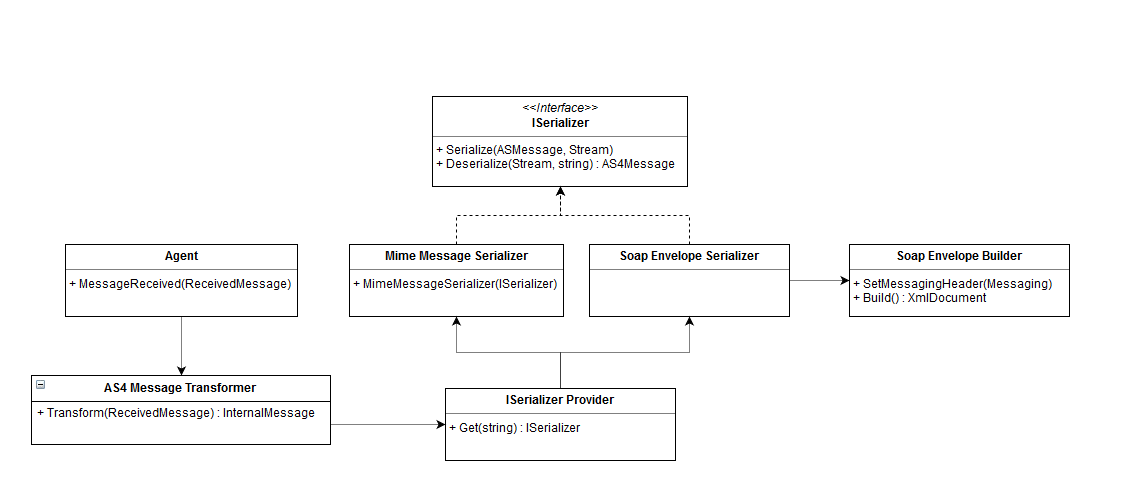 <<Interface>>
ISerializer
+ Serialize(ASMessage, Stream)
+ Deserialize(Stream, string) : AS4Message
Agent
+ MessageReceived(ReceivedMessage)
Mime Message Serializer
+ MimeMessageSerializer(ISerializer)
Soap Envelope Serializer
Soap Envelope Builder
+ SetMessagingHeader(Messaging)
+ Build() : XmlDocument
AS4 Message Transformer
+ Transform(ReceivedMessage) : InternalMessage
ISerializer Provider
+ Get(string) : ISerializer